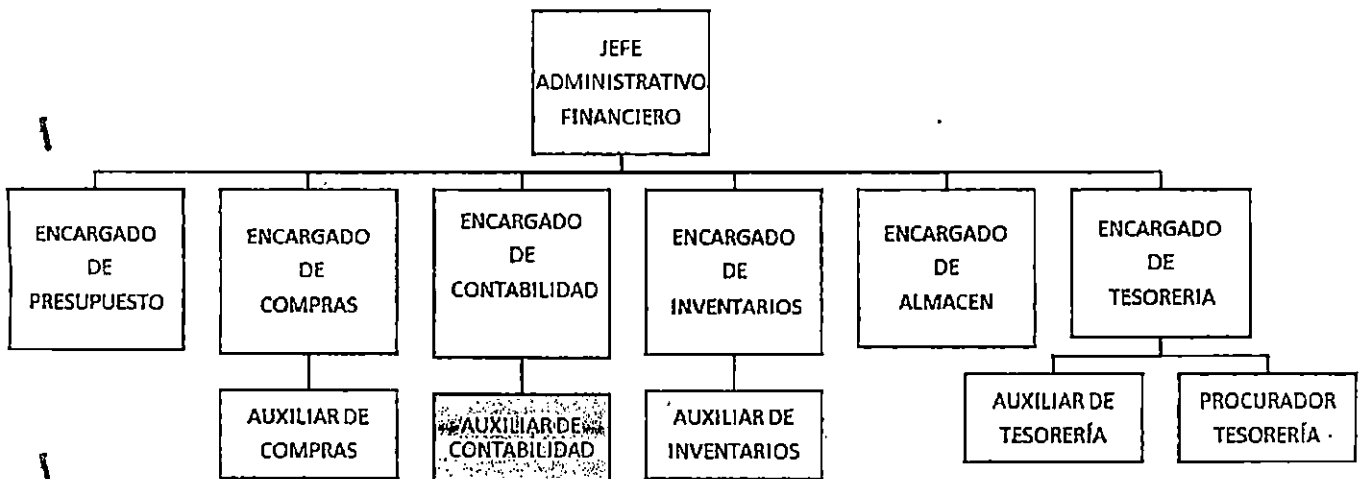 JEFE
ADMINISTRATIVO
FINANCIERO
ENCARGADO
DE
PRESUPUESTO
ENCARGADO
DE
COMPRAS
ENCARGADO
DE
CONTABILIDAD
ENCARGADO
DE
INVENTARIOS
ENCARGADO
DE
ALMACEN
ENCARGADO
DE
TESORERIA
AUXILIAR DE
COMPRAS
AUXILIAR DE
CONTABILIDAD
AUXILIAR DE
INVENTARIOS
AUXILIAR DE
TESORERÍA
PROCURADOR
TESORERÍA